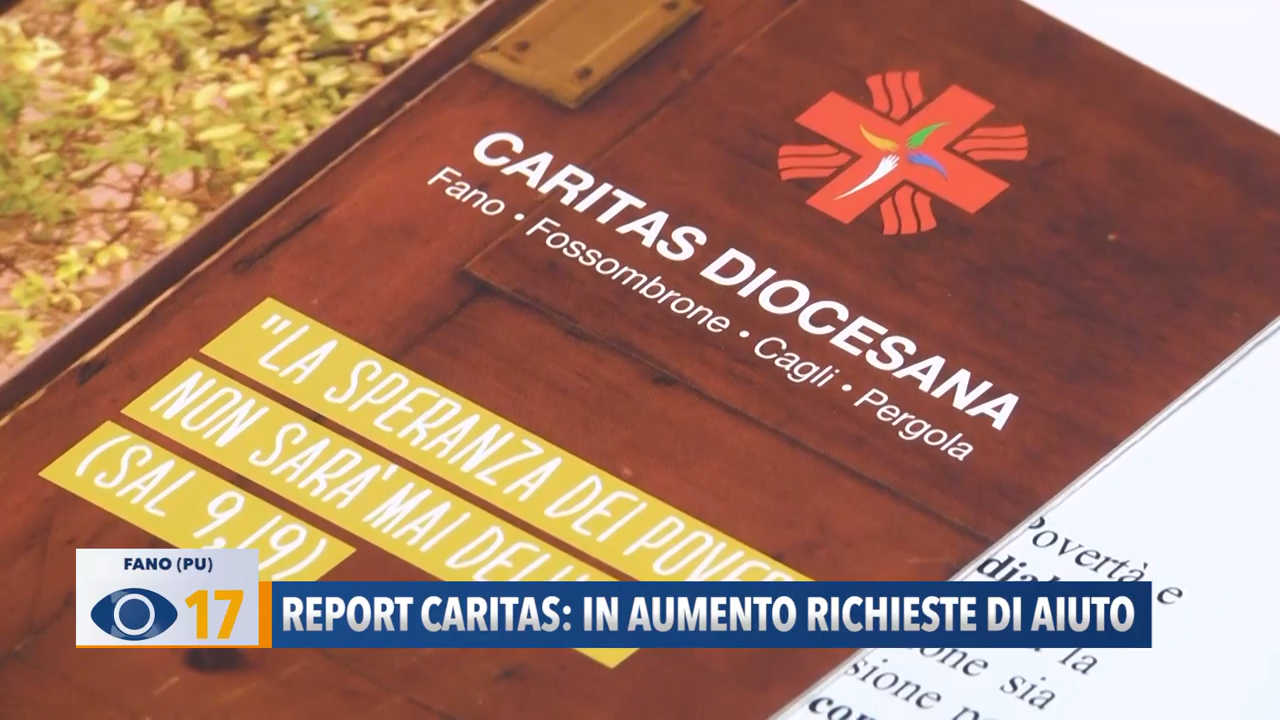 CARITAS DIOCESANA
Fano • Fossombrone • Cagli • Pergola
"LA SPERANZA DEI
NON SARA' MAI
(SAL 9,19)
Povertà e
la
sia
FANO (PU)
17
REPORT CARITAS: IN AUMENTO RICHIESTE DI AIUTO